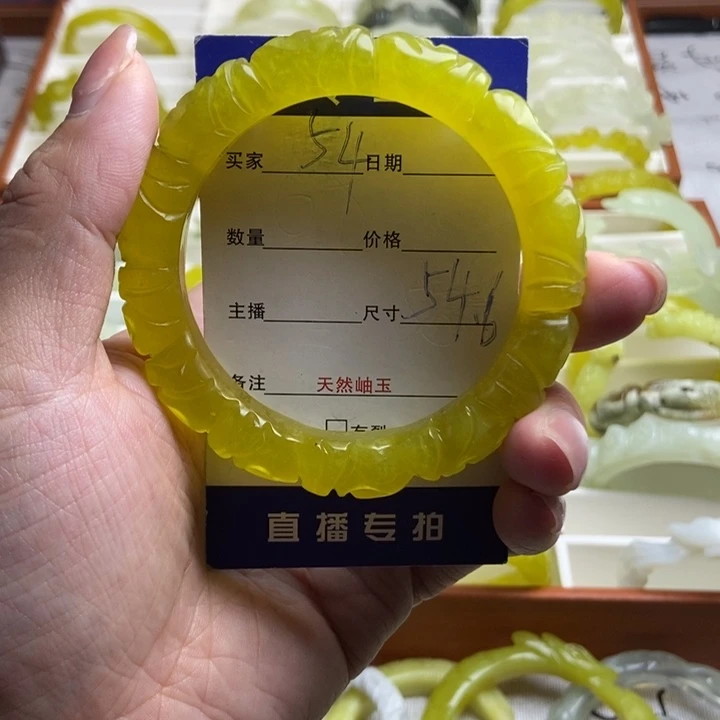 买家 54 日期
数量 价格
主播 尺寸 54.6
备注 天然岫玉
直播专拍